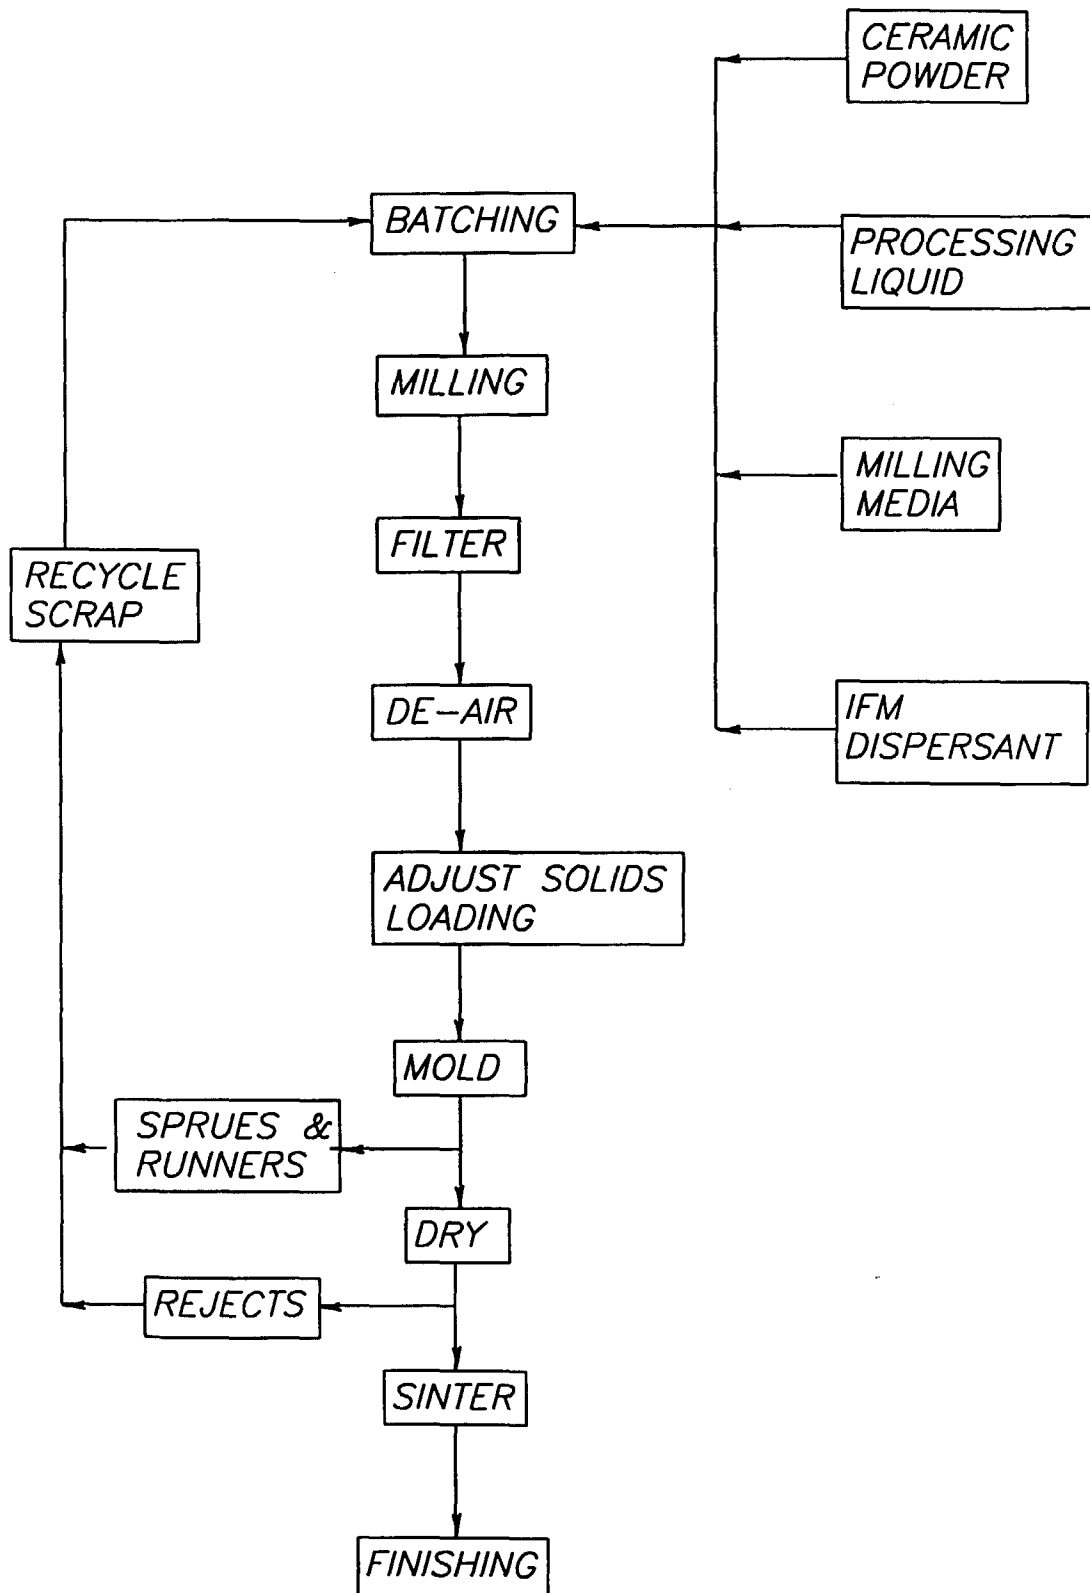 CERAMIC
POWDER
BATCHING
PROCESSING
LIQUID
MILLING
MILLING
MEDIA
FILTER
RECYCLE
SCRAP
DE-AIR
IFM
DISPERSANT
ADJUST SOLIDS
LOADING
MOLD
SPRUES &
RUNNERS
DRY
REJECTS
SINTER
FINISHING